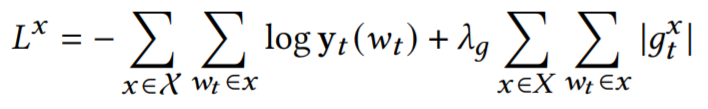 L^x = − ∑_{x∈𝒳} ∑_{w_t∈x} log 𝐲_t(w_t) + λ_g ∑_{x∈X} ∑_{w_t∈x} |g_t^x|